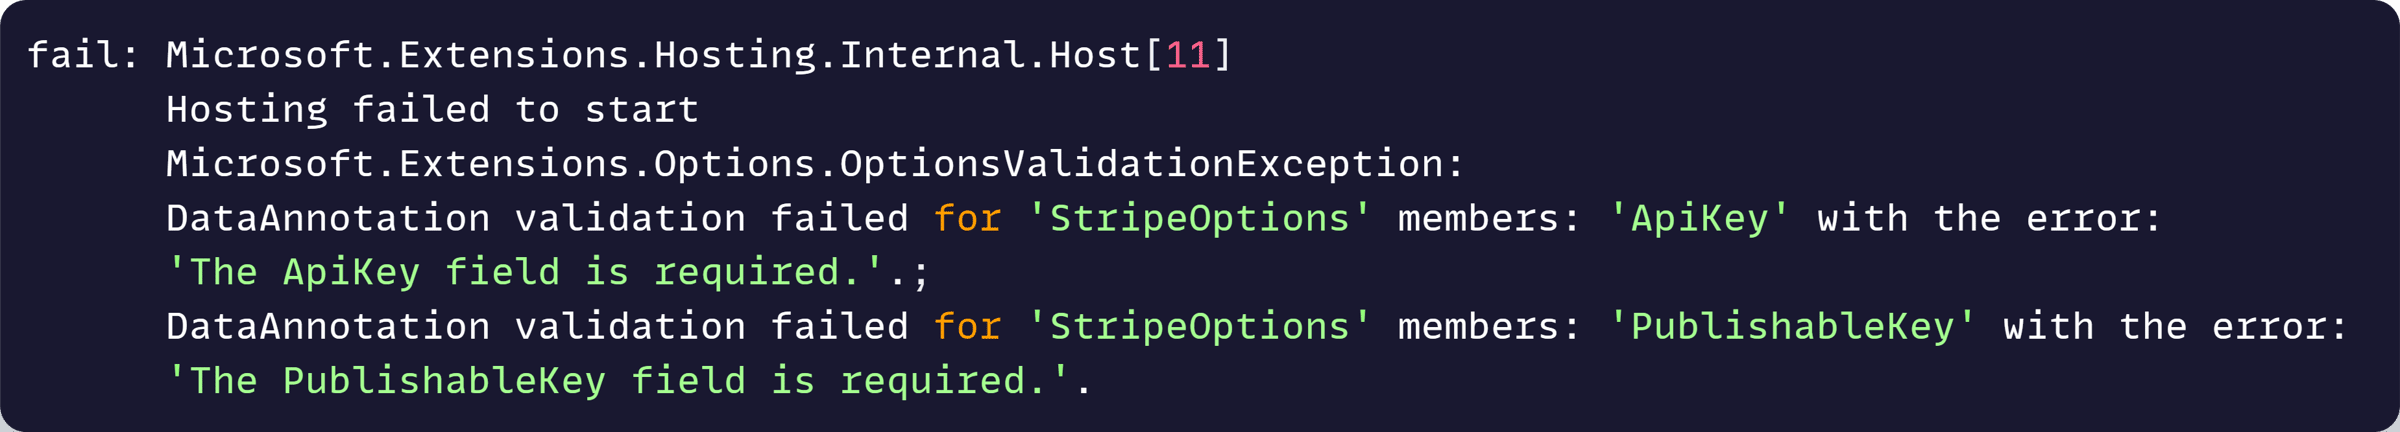 fail: Microsoft.Extensions.Hosting.Internal.Host[11]
Hosting failed to start
Microsoft.Extensions.Options.OptionsValidationException:
DataAnnotation validation failed for 'StripeOptions' members: 'ApiKey' with the error:
'The ApiKey field is required.'.;
DataAnnotation validation failed for 'StripeOptions' members: 'PublishableKey' with the error:
'The PublishableKey field is required.'.